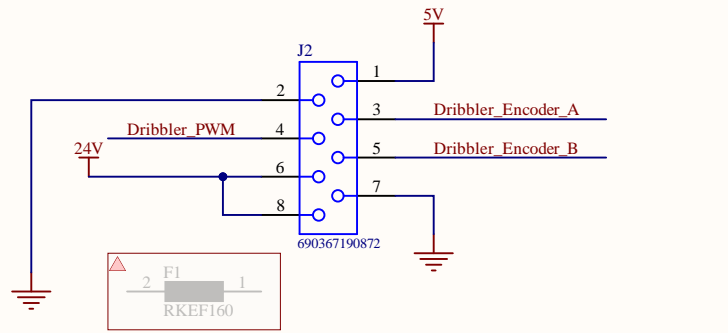 5V
J2
1
2
3
Dribbler_Encoder_A
Dribbler_PWM
4
24V
5
Dribbler_Encoder_B
6
7
8
690367190872
F1
2
1
RKEF160